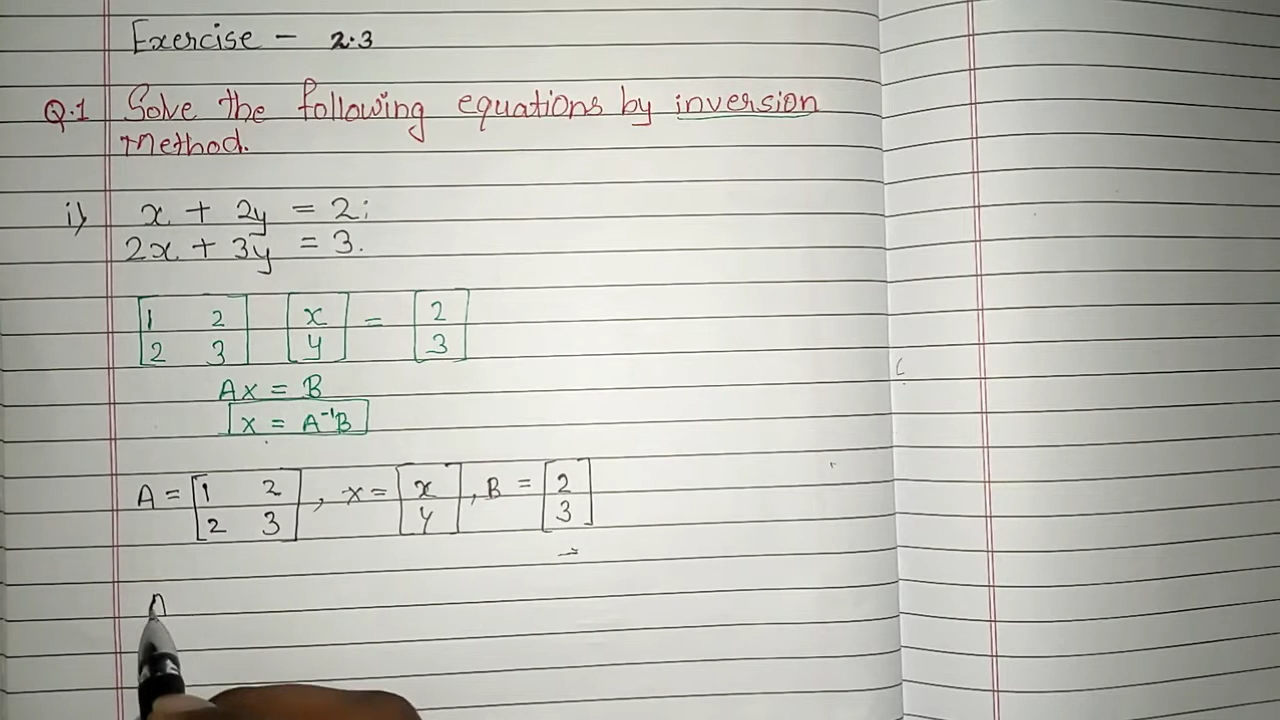 Exercise - 2.3
Q.1 Solve the following equations by inversion
Method.
i) x + 2y = 2;
2x + 3y = 3.
[1 2] [x] = [2]
[2 3] [y] [3]
AX = B
X = A⁻¹B
A = [1 2], X = [x], B = [2]
[2 3] [y] [3]
A